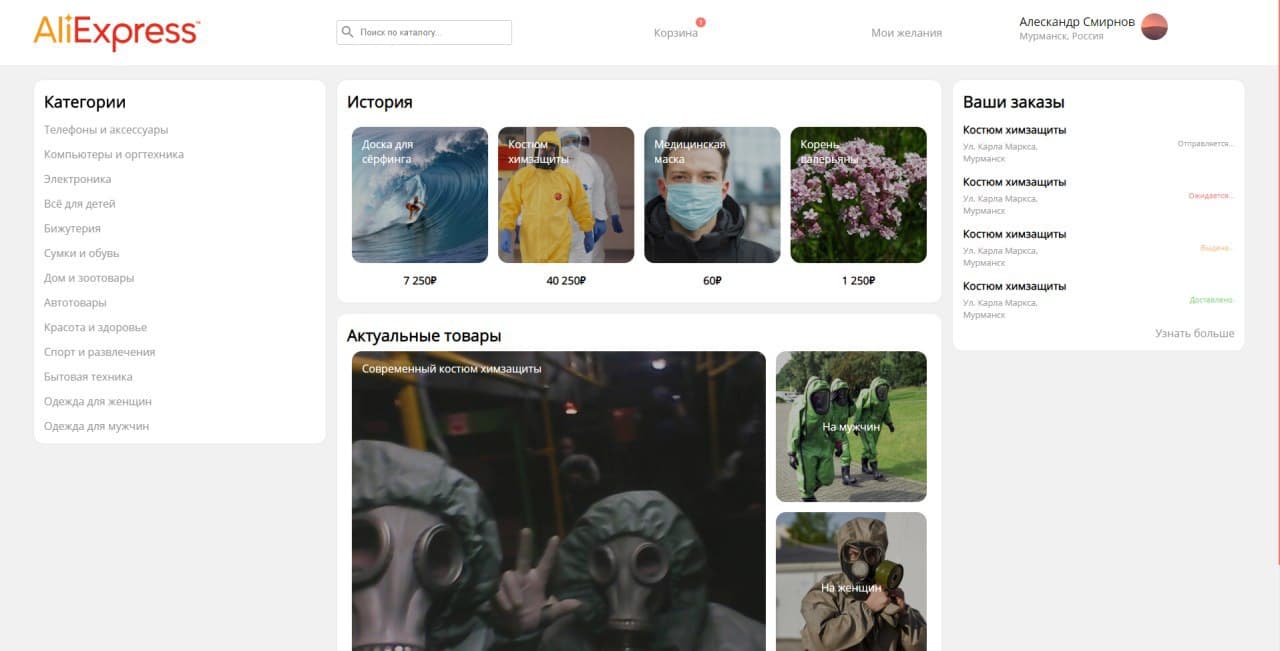 AliExpress™
Поиск по каталогу...
Корзина
1
Мои желания
Алескандр Смирнов
Мурманск, Россия
Категории
Телефоны и аксессуары
Компьютеры и оргтехника
Электроника
Всё для детей
Бижутерия
Сумки и обувь
Дом и зоотовары
Автотовары
Красота и здоровье
Спорт и развлечения
Бытовая техника
Одежда для женщин
Одежда для мужчин
История
Доска для
сёрфинга
7 250₽
Костюм
химзащиты
40 250₽
Медицинская
маска
60₽
Корень
валерьяны
1 250₽
Актуальные товары
Современный костюм химзащиты
На мужчин
На женщин
Ваши заказы
Костюм химзащиты
Ул. Карла Маркса,
Мурманск
Отправляется...
Костюм химзащиты
Ул. Карла Маркса,
Мурманск
Ожидается...
Костюм химзащиты
Ул. Карла Маркса,
Мурманск
Костюм химзащиты
Ул. Карла Маркса,
Мурманск
Доставлено.
Узнать больше